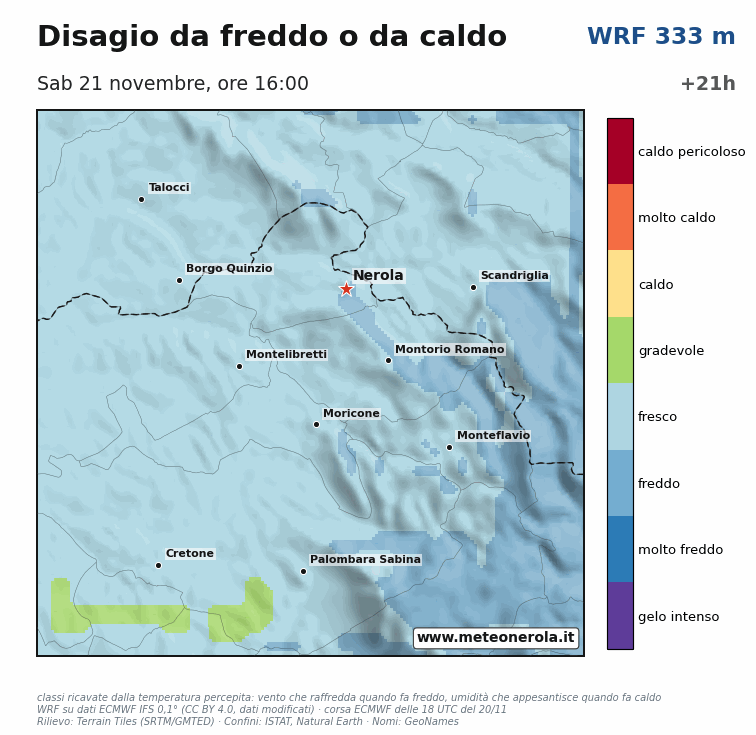 Disagio da freddo o da caldo
WRF 333 m
Sab 21 novembre, ore 16:00
+21h
Talocci
Borgo Quinzio
Nerola
Scandriglia
Montelibretti
Montorio Romano
Moricone
Monteflavio
Cretone
Palombara Sabina
www.meteonerola.it
caldo pericoloso
molto caldo
caldo
gradevole
fresco
freddo
molto freddo
gelo intenso
classi ricavate dalla temperatura percepita: vento che raffredda quando fa freddo, umidità che appesantisce quando fa caldo
WRF su dati ECMWF IFS 0,1° (CC BY 4.0, dati modificati) · corsa ECMWF delle 18 UTC del 20/11
Rilievo: Terrain Tiles (SRTM/GMTED) · Confini: ISTAT, Natural Earth · Nomi: GeoNames